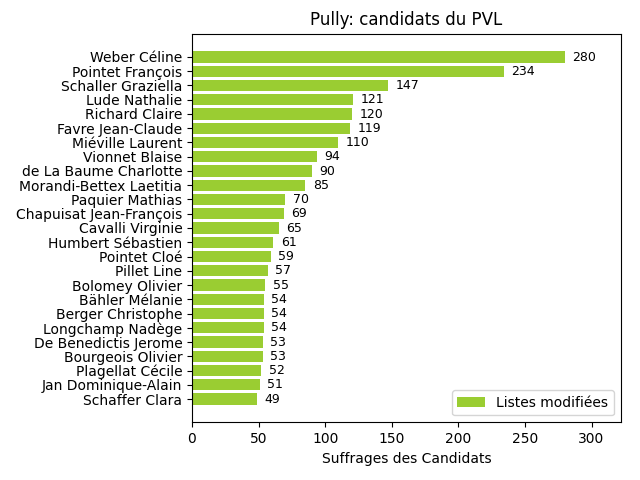 Pully: candidats du PVL
Weber Céline 280
Pointet François 234
Schaller Graziella 147
Lude Nathalie 121
Richard Claire 120
Favre Jean-Claude 119
Miéville Laurent 110
Vionnet Blaise 94
de La Baume Charlotte 90
Morandi-Bettex Laetitia 85
Paquier Mathias 70
Chapuisat Jean-François 69
Cavalli Virginie 65
Humbert Sébastien 61
Pointet Cloé 59
Pillet Line 57
Bolomey Olivier 55
Bähler Mélanie 54
Berger Christophe 54
Longchamp Nadège 54
De Benedictis Jerome 53
Bourgeois Olivier 53
Plagellat Cécile 52
Jan Dominique-Alain 51
Schaffer Clara 49
Listes modifiées
0 50 100 150 200 250 300
Suffrages des Candidats